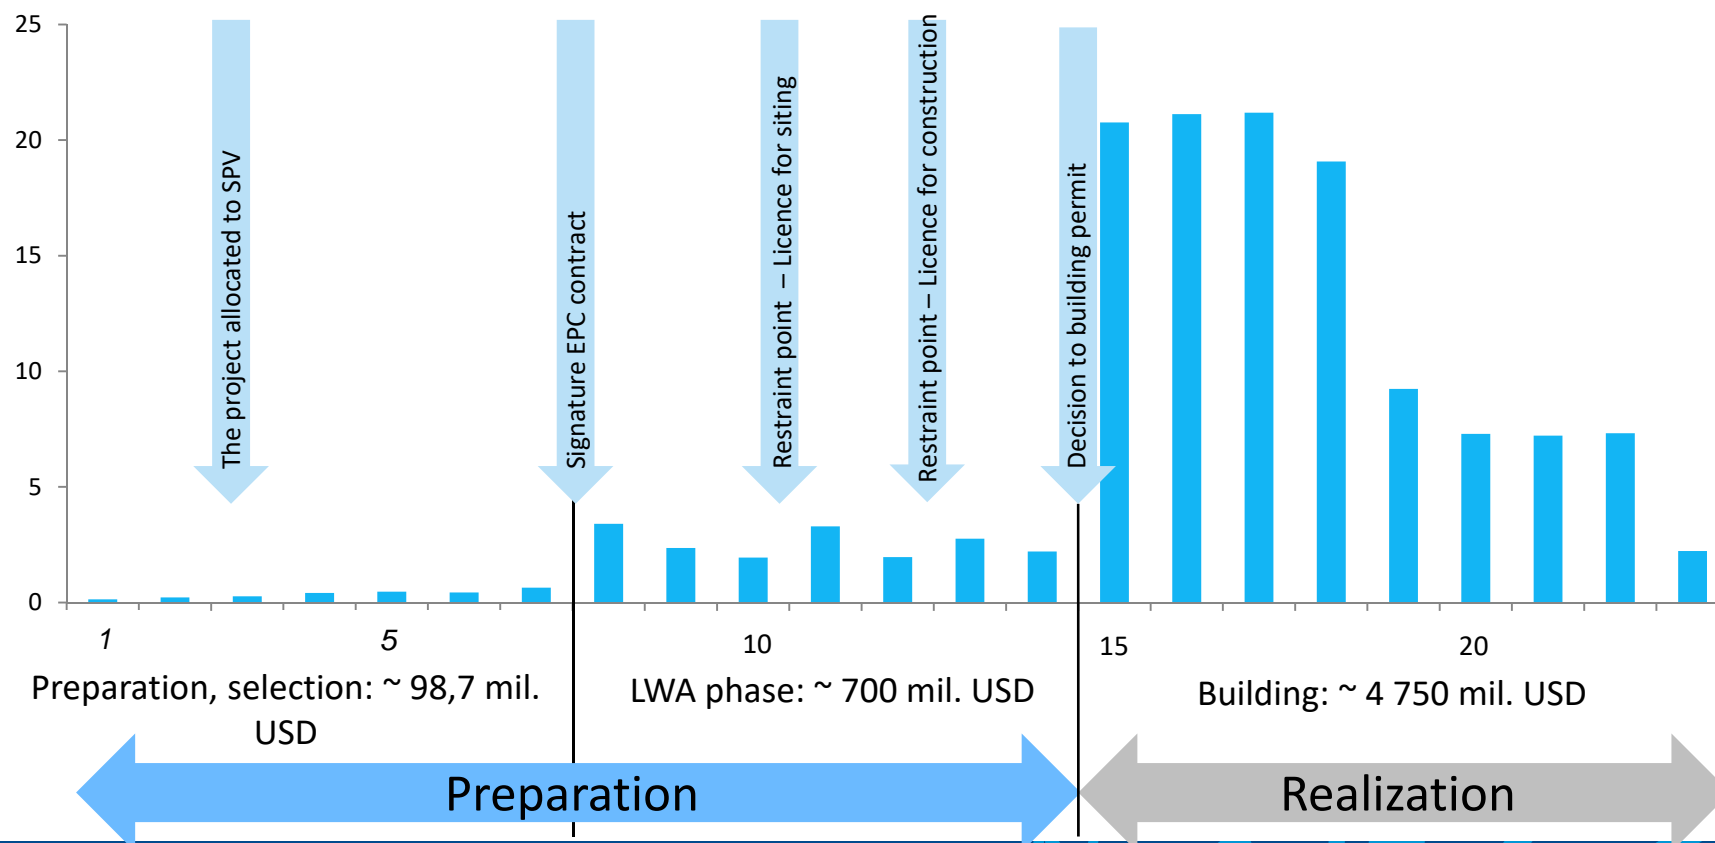 25
20
15
10
5
0
The project allocated to SPV
Signature EPC contract
Restraint point – Licence for siting
Restraint point – Licence for construction
Decision to building permit
1
5
10
15
20
Preparation, selection: ~ 98,7 mil.
USD
LWA phase: ~ 700 mil. USD
Building: ~ 4 750 mil. USD
Preparation
Realization